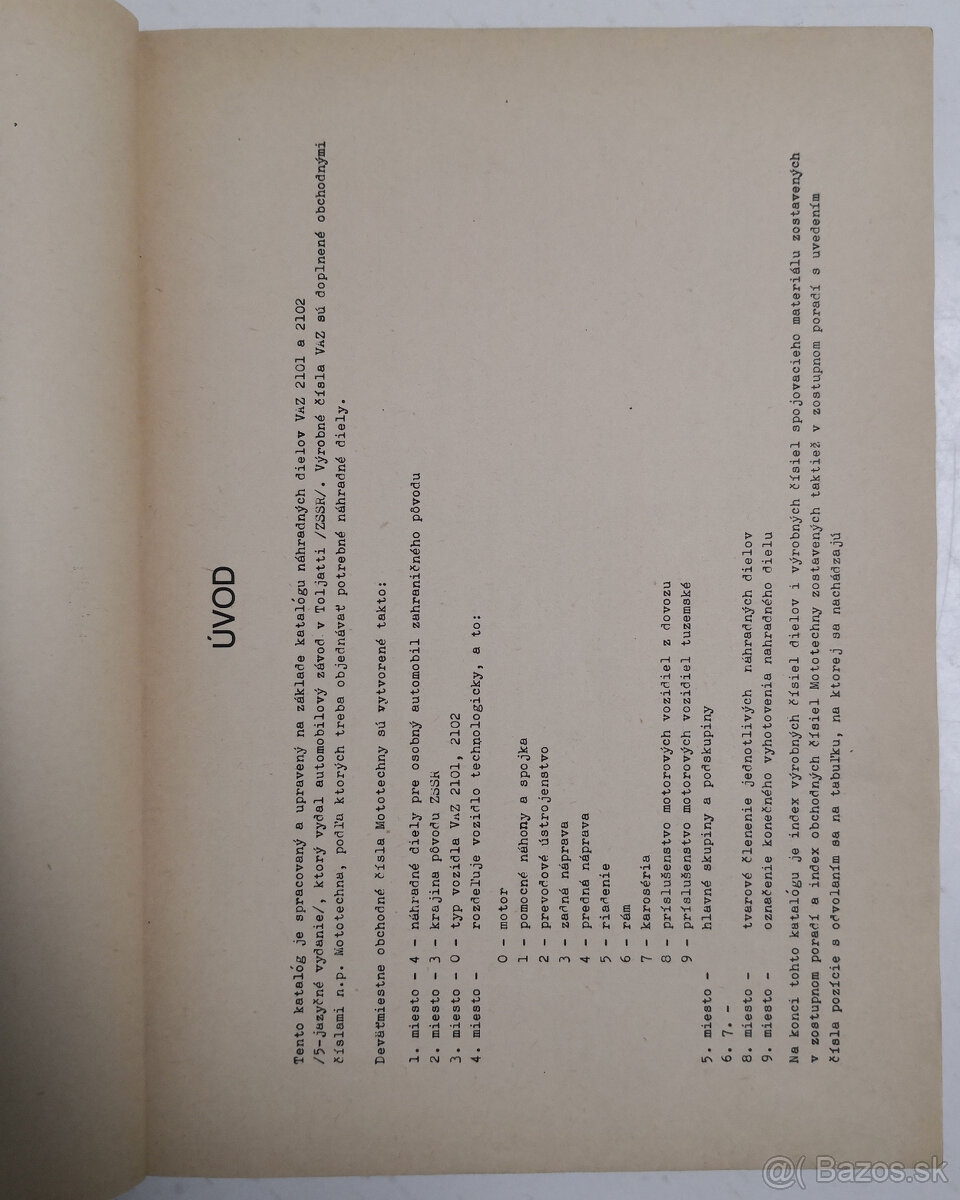 ÚVOD
Tento katalóg je spracovaný a upravený na základe katalógu náhradných dielov VAZ 2101 a 2102
/5-jazyčné vydanie/, ktorý vydal automobilový závod v Toljatti /ZSSR/. Výrobné čísla VAZ sú doplnené obchodnými
číslami n.p. Mototechna, podľa ktorých treba objednávať potrebné náhradné diely.
Deväťmiestne obchodné čísla Mototechny sú vytvorené takto:
1. miesto - 4 - náhradné diely pre osobný automobil zahraničného pôvodu
2. miesto - 3 - krajina pôvodu ZSSR
3. miesto - 0 - typ vozidla VAZ 2101, 2102
4. miesto - rozdeľuje vozidlo technologicky, a to:
0 - motor
1 - pomocné náhony a spojka
2 - prevodové ústrojenstvo
3 - zadná náprava
4 - predná náprava
5 - riadenie
6 - rám
7 - karoséria
8 - príslušenstvo motorových vozidiel z dovozu
9 - príslušenstvo motorových vozidiel tuzemské
5. miesto - hlavné skupiny a podskupiny
6. 7. -
8. miesto - tvarové členenie jednotlivých náhradných dielov
9. miesto - označenie konečného vyhotovenia nahradného dielu
Na konci tohto katalógu je index výrobných čísiel dielov i výrobných čísiel spojovacieho materiálu zostavených
v zostupnom poradí a index obchodných čísiel Mototechny zostavených taktiež v zostupnom poradí s uvedením
čísla pozície s odvolaním sa na tabuľku, na ktorej sa nachádzajú
@( Bazos.sk